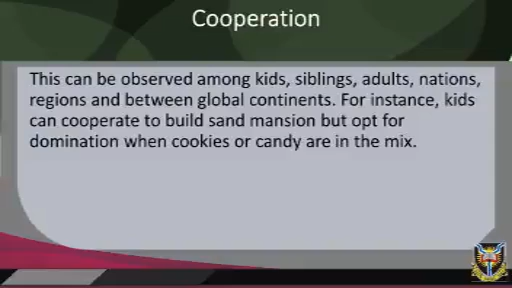 Cooperation
This can be observed among kids, siblings, adults, nations,
regions and between global continents. For instance, kids
can cooperate to build sand mansion but opt for
domination when cookies or candy are in the mix.